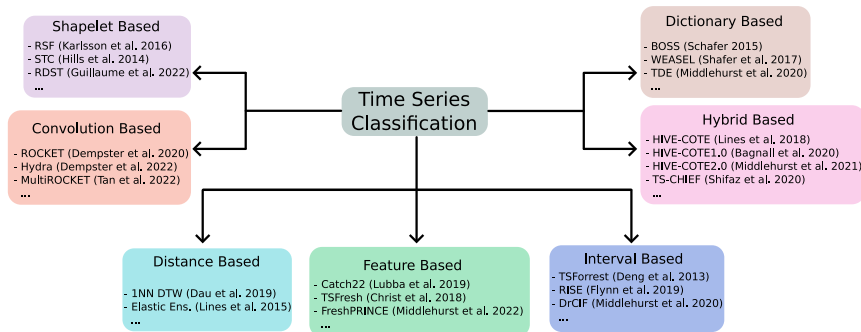 Shapelet Based
- RSF (Karlsson et al. 2016)
- STC (Hills et al. 2014)
- RDST (Guillaume et al. 2022)
...
Dictionary Based
- BOSS (Schafer 2015)
- WEASEL (Shafer et al. 2017)
- TDE (Middlehurst et al. 2020)
...
Time Series
Classification
Convolution Based
- ROCKET (Dempster et al. 2020)
- Hydra (Dempster et al. 2022)
- MultiROCKET (Tan et al. 2022)
...
Hybrid Based
- HIVE-COTE (Lines et al. 2018)
- HIVE-COTE1.0 (Bagnall et al. 2020)
- HIVE-COTE2.0 (Middlehurst et al. 2021)
- TS-CHIEF (Shifaz et al. 2020)
...
Distance Based
- 1NN DTW (Dau et al. 2019)
- Elastic Ens. (Lines et al. 2015)
...
Feature Based
- Catch22 (Lubba et al. 2019)
- TSFresh (Christ et al. 2018)
- FreshPRINCE (Middlehurst et al. 2022)
...
Interval Based
- TSForrest (Deng et al. 2013)
- RISE (Flynn et al. 2019)
- DrCIF (Middlehurst et al. 2020)
...